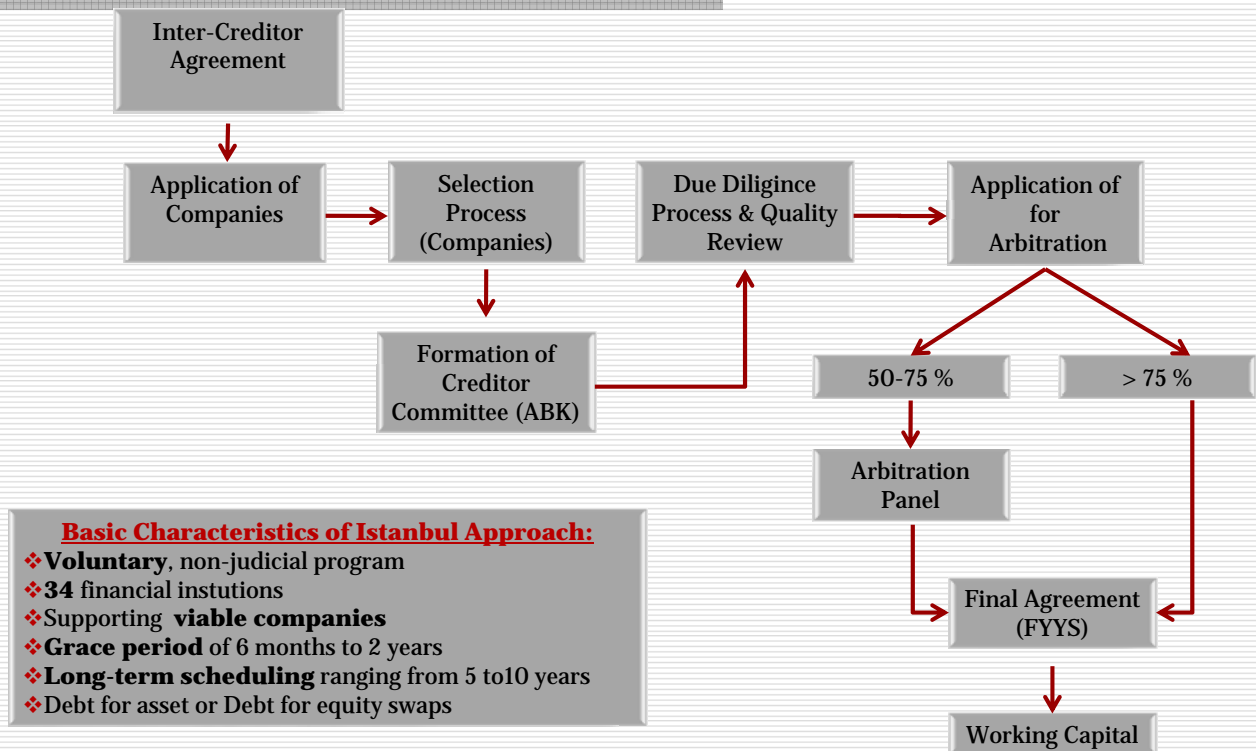 Inter-Creditor
Agreement
Application of
Companies
Selection
Process
(Companies)
Formation of
Creditor
Committee (ABK)
Due Diligince
Process & Quality
Review
Application of
for
Arbitration
50-75 %
> 75 %
Arbitration
Panel
Final Agreement
(FYYS)
Working Capital
Basic Characteristics of Istanbul Approach:
❖Voluntary, non-judicial program
❖34 financial instutions
❖Supporting viable companies
❖Grace period of 6 months to 2 years
❖Long-term scheduling ranging from 5 to10 years
❖Debt for asset or Debt for equity swaps